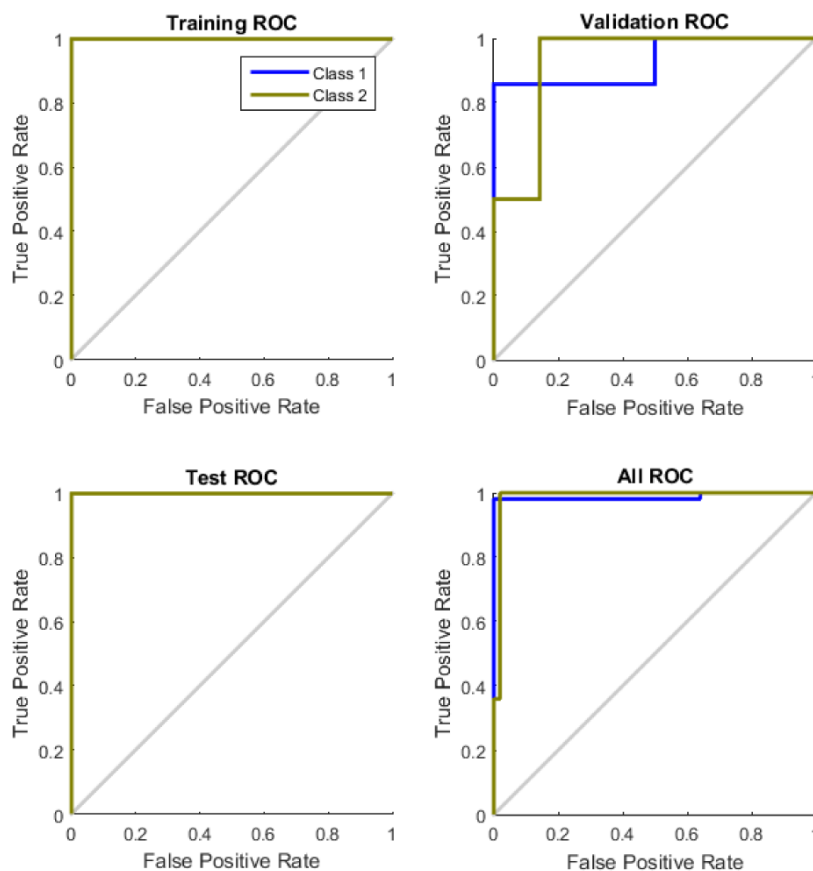 Training ROC
1
0.8
0.6
0.4
0.2
0
True Positive Rate
Class 1
Class 2
0 0.2 0.4 0.6 0.8 1
False Positive Rate
Validation ROC
1
0.8
0.6
0.4
0.2
0
True Positive Rate
0 0.2 0.4 0.6 0.8 1
False Positive Rate
Test ROC
1
0.8
0.6
0.4
0.2
0
True Positive Rate
0 0.2 0.4 0.6 0.8 1
False Positive Rate
All ROC
1
0.8
0.6
0.4
0.2
0
True Positive Rate
0 0.2 0.4 0.6 0.8 1
False Positive Rate